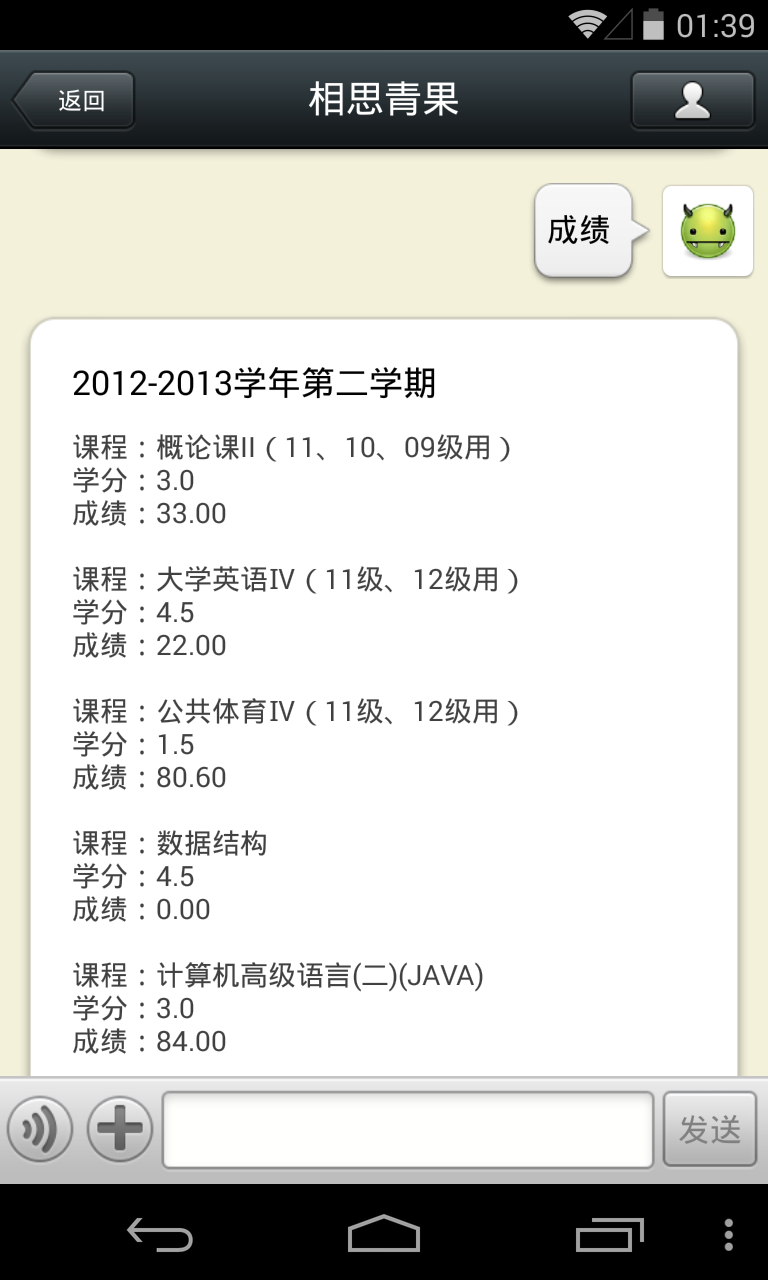 01:39
返回
相思青果
成绩
2012-2013学年第二学期
课程：概论课II（11、10、09级用）
学分：3.0
成绩：33.00
课程：大学英语IV（11级、12级用）
学分：4.5
成绩：22.00
课程：公共体育IV（11级、12级用）
学分：1.5
成绩：80.60
课程：数据结构
学分：4.5
成绩：0.00
课程：计算机高级语言(二)(JAVA)
学分：3.0
成绩：84.00
发送